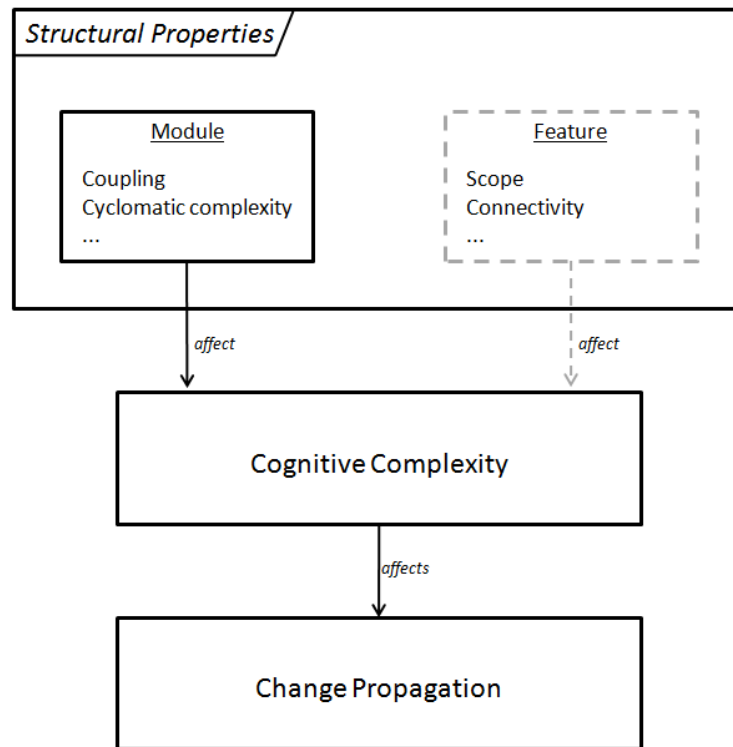 Structural Properties
Module
Coupling
Cyclomatic complexity
...
Feature
Scope
Connectivity
...
affect
affect
Cognitive Complexity
affects
Change Propagation